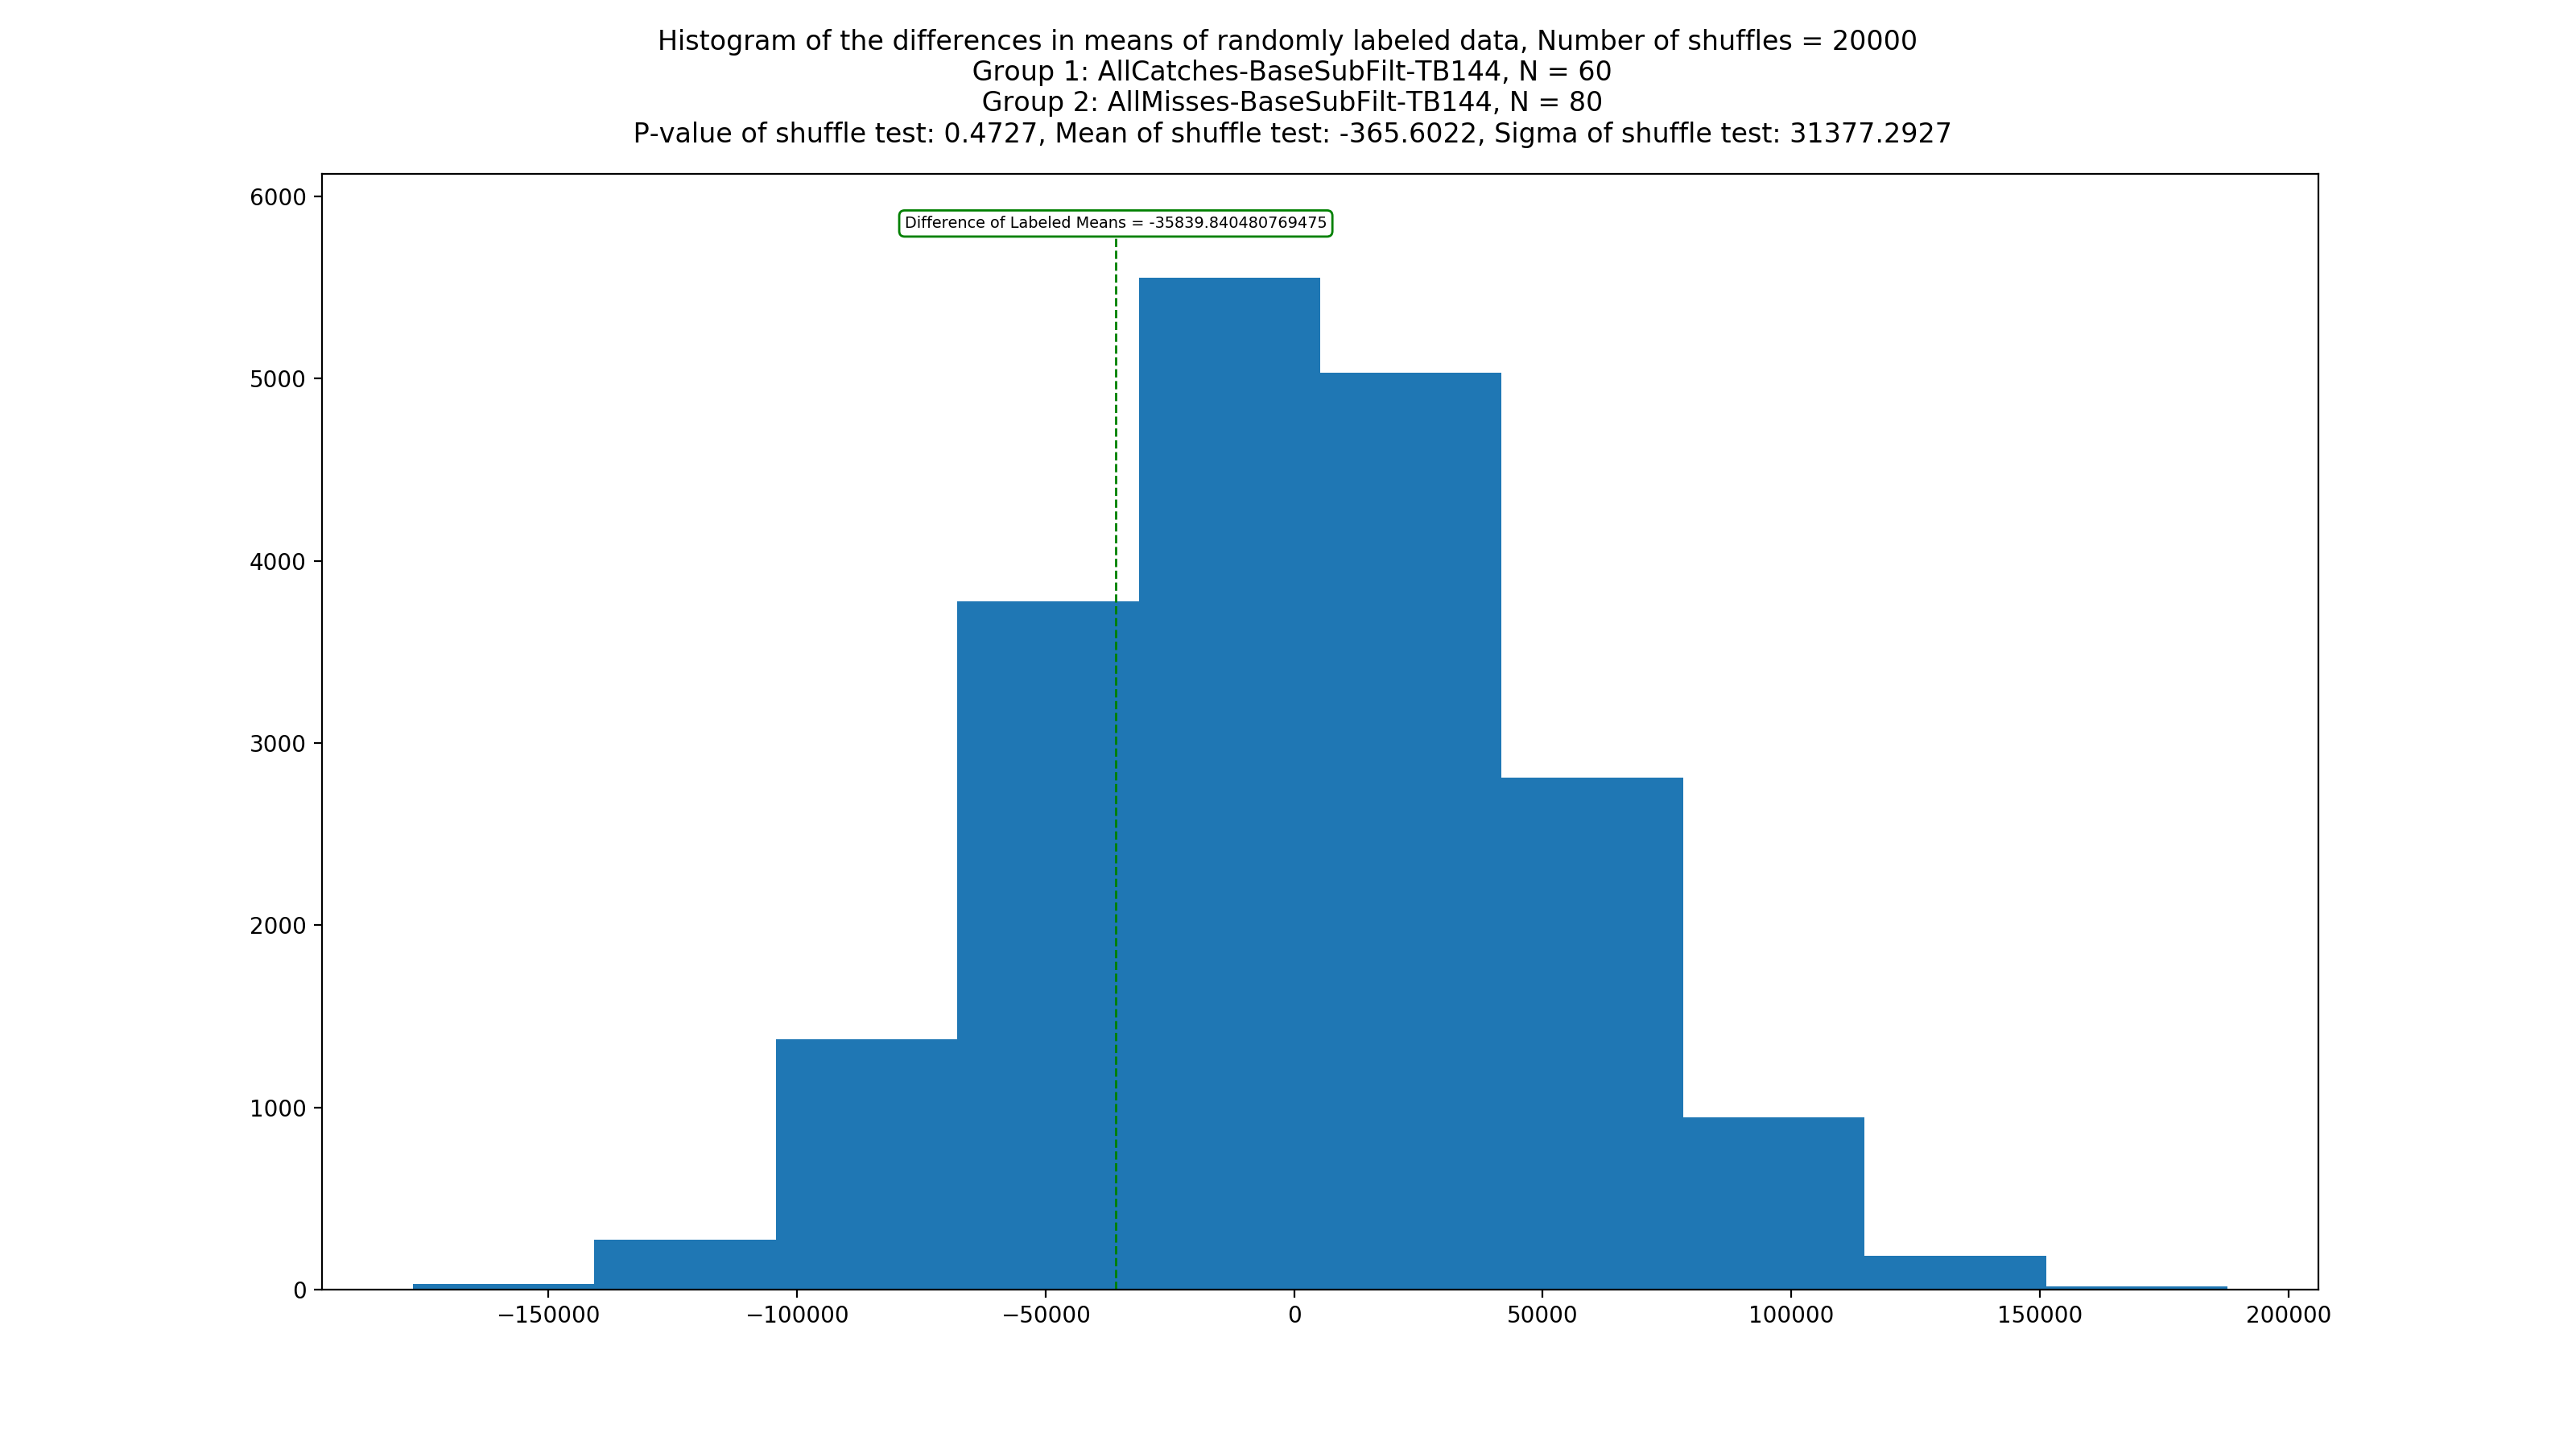 Histogram of the differences in means of randomly labeled data, Number of shuffles = 20000
Group 1: AllCatches-BaseSubFilt-TB144, N = 60
Group 2: AllMisses-BaseSubFilt-TB144, N = 80
P-value of shuffle test: 0.4727, Mean of shuffle test: -365.6022, Sigma of shuffle test: 31377.2927
6000
Difference of Labeled Means = -35839.840480769475
5000
4000
3000
2000
1000
0
−150000 −100000 −50000 0 50000 100000 150000 200000